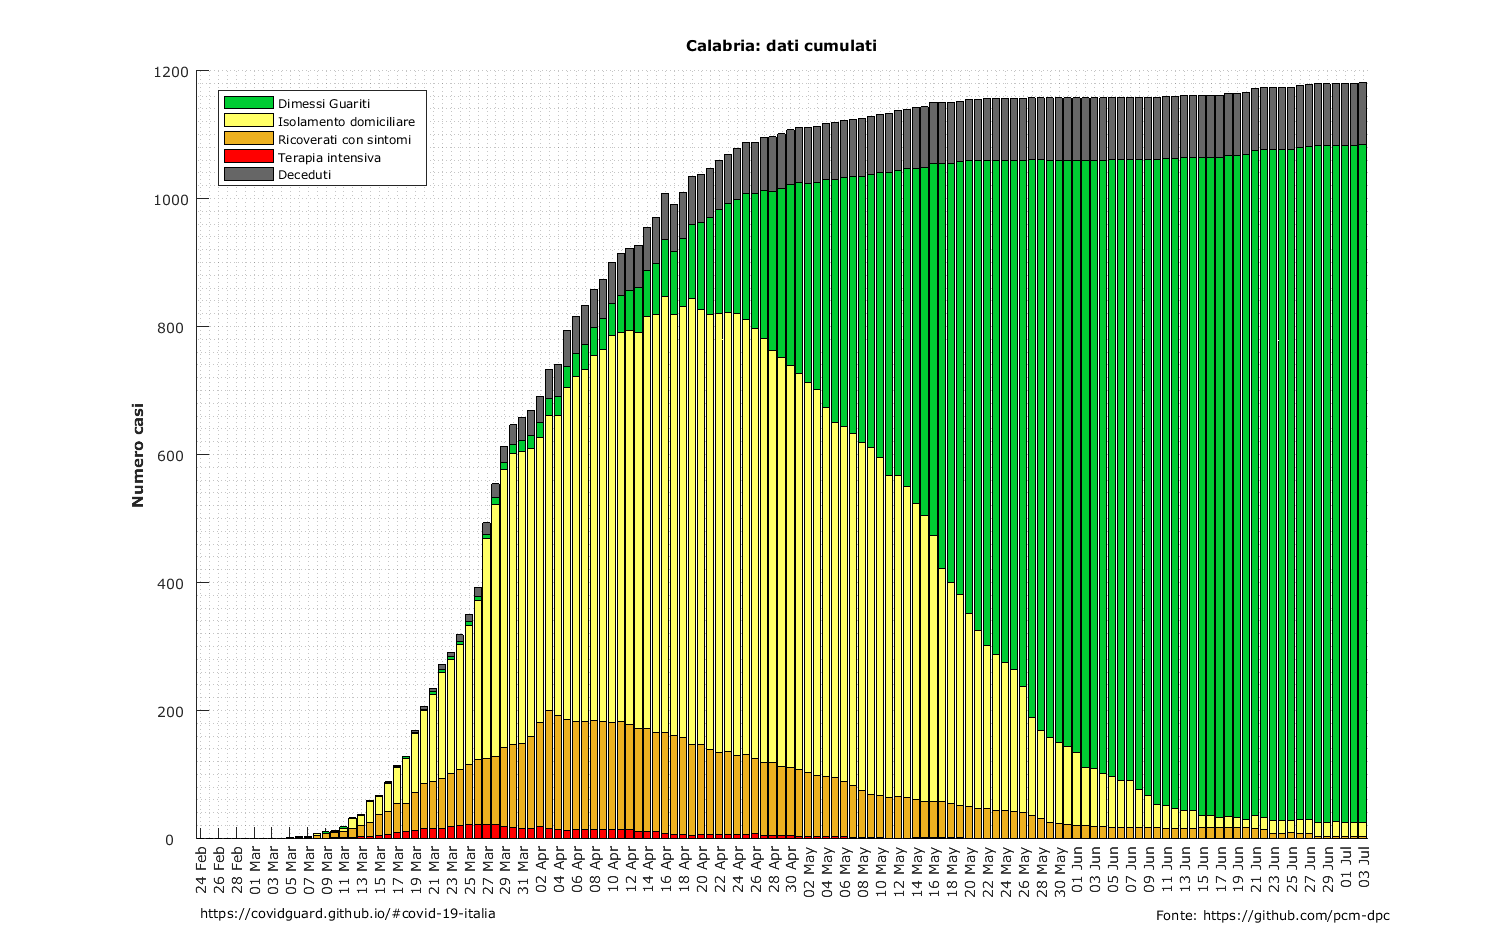 Calabria: dati cumulati
Numero casi
1200
1000
800
600
400
200
0
Dimessi Guariti
Isolamento domiciliare
Ricoverati con sintomi
Terapia intensiva
Deceduti
24 Feb
26 Feb
28 Feb
01 Mar
03 Mar
05 Mar
07 Mar
09 Mar
11 Mar
13 Mar
15 Mar
17 Mar
19 Mar
21 Mar
23 Mar
25 Mar
27 Mar
29 Mar
31 Mar
02 Apr
04 Apr
06 Apr
08 Apr
10 Apr
12 Apr
14 Apr
16 Apr
18 Apr
20 Apr
22 Apr
24 Apr
26 Apr
28 Apr
30 Apr
02 May
04 May
06 May
08 May
10 May
12 May
14 May
16 May
18 May
20 May
22 May
24 May
26 May
28 May
30 May
01 Jun
03 Jun
05 Jun
07 Jun
09 Jun
11 Jun
13 Jun
15 Jun
17 Jun
19 Jun
21 Jun
23 Jun
25 Jun
27 Jun
29 Jun
01 Jul
03 Jul
https://covidguard.github.io/#covid-19-italia
Fonte: https://github.com/pcm-dpc